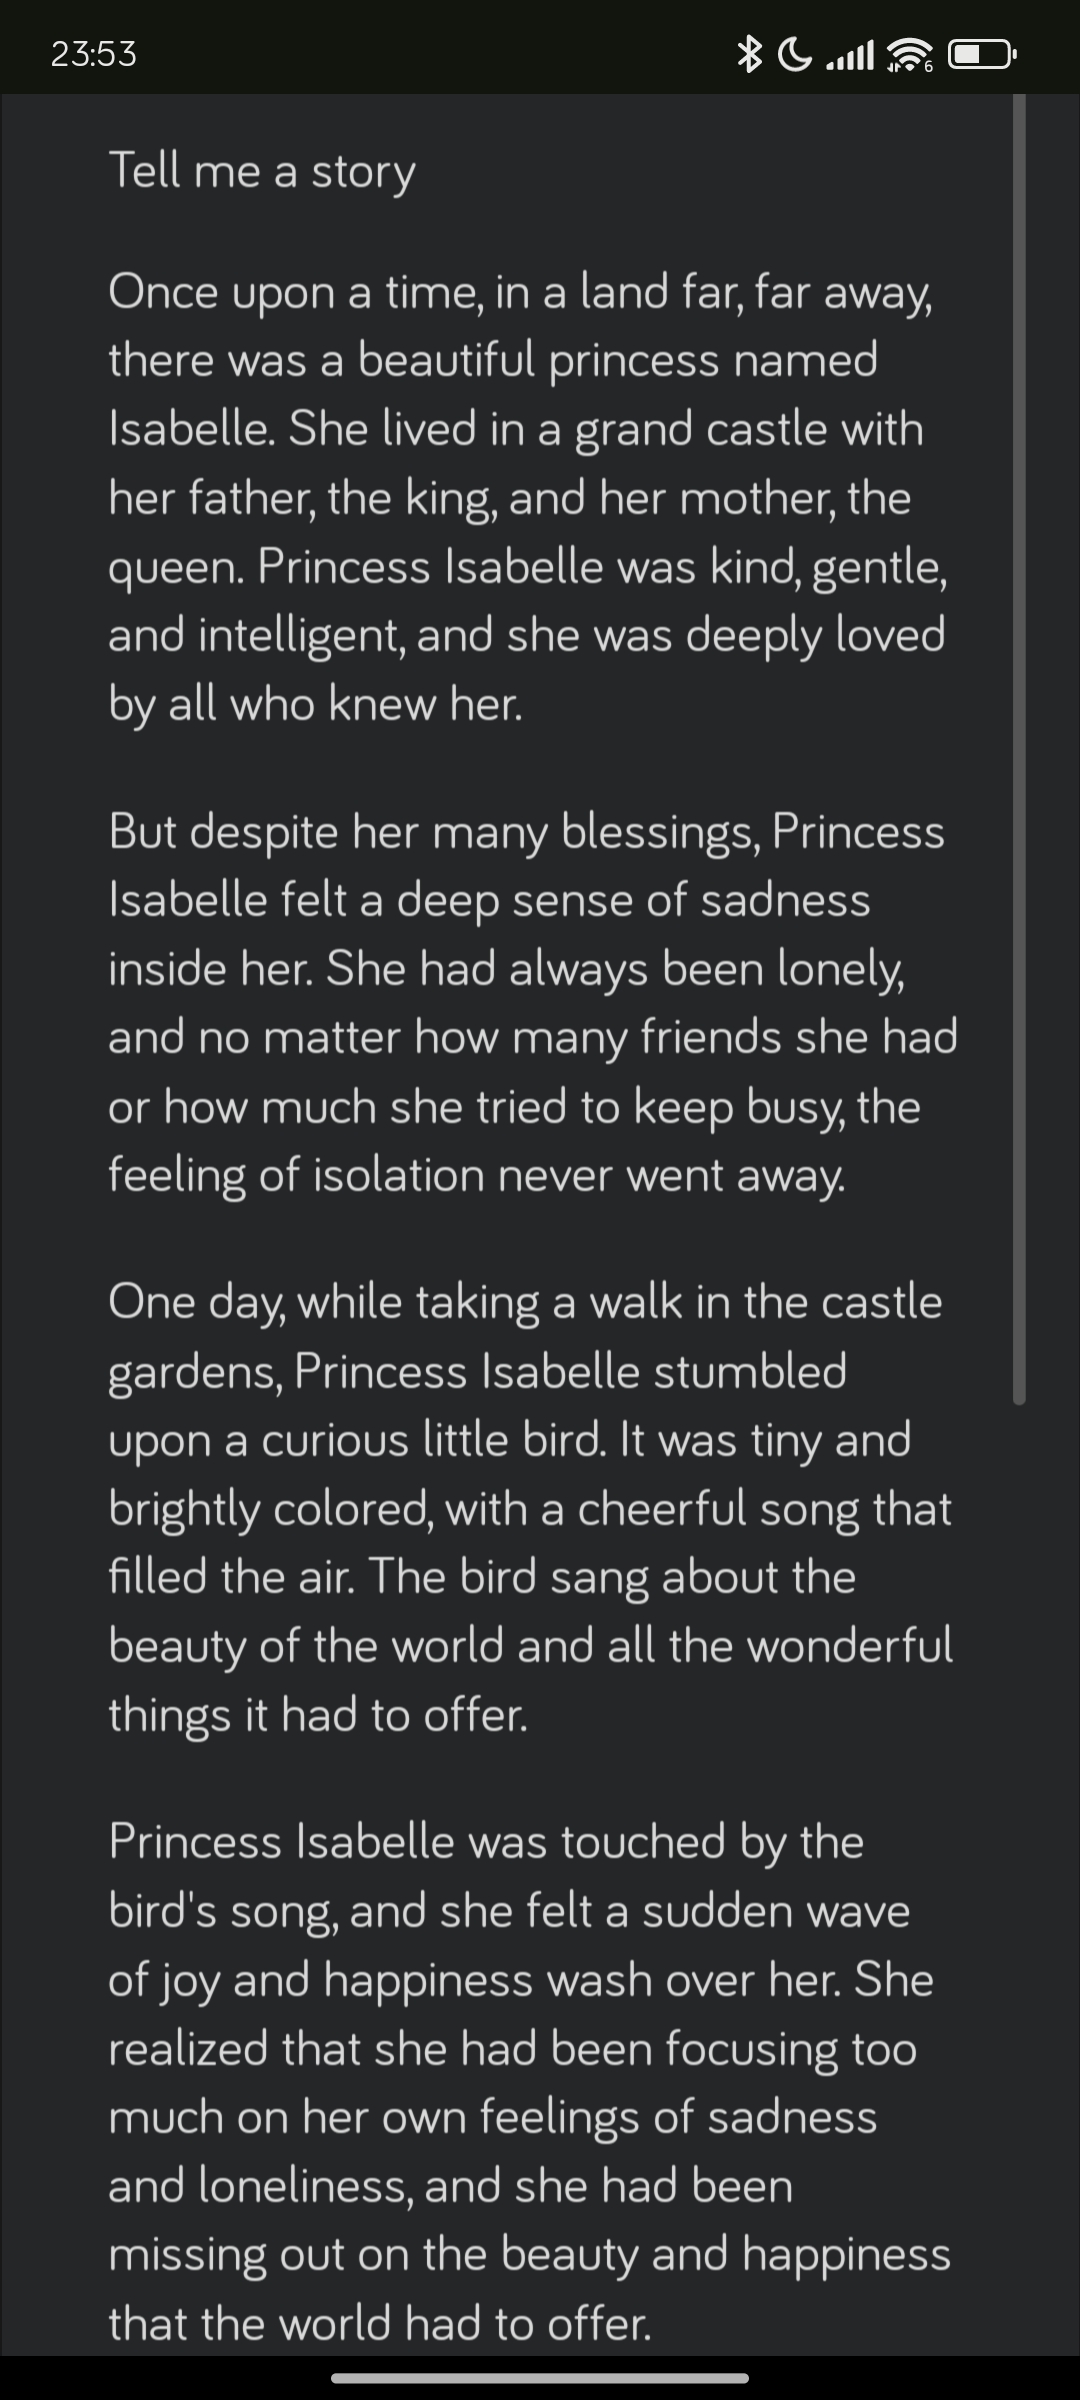 23:53
6
Tell me a story
Once upon a time, in a land far, far away,
there was a beautiful princess named
Isabelle. She lived in a grand castle with
her father, the king, and her mother, the
queen. Princess Isabelle was kind, gentle,
and intelligent, and she was deeply loved
by all who knew her.
But despite her many blessings, Princess
Isabelle felt a deep sense of sadness
inside her. She had always been lonely,
and no matter how many friends she had
or how much she tried to keep busy, the
feeling of isolation never went away.
One day, while taking a walk in the castle
gardens, Princess Isabelle stumbled
upon a curious little bird. It was tiny and
brightly colored, with a cheerful song that
filled the air. The bird sang about the
beauty of the world and all the wonderful
things it had to offer.
Princess Isabelle was touched by the
bird's song, and she felt a sudden wave
of joy and happiness wash over her. She
realized that she had been focusing too
much on her own feelings of sadness
and loneliness, and she had been
missing out on the beauty and happiness
that the world had to offer.